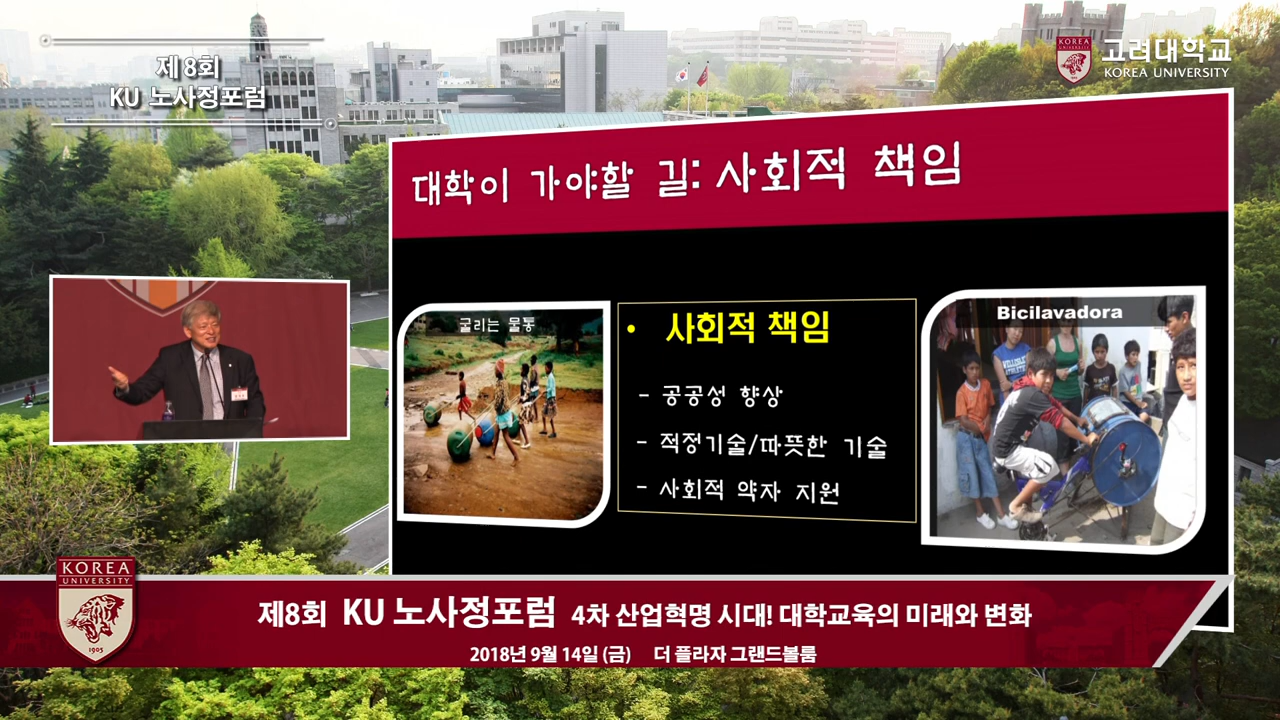 제8회
KU 노사정포럼
KOREA UNIVERSITY
고려대학교
KOREA UNIVERSITY
대학이 가야할 길: 사회적 책임
굴리는 물통
• 사회적 책임
- 공공성 향상
- 적정기술/따뜻한 기술
- 사회적 약자 지원
Bicilavadora
KOREA
UNIVERSITY
1905
제8회 KU 노사정포럼 4차 산업혁명 시대! 대학교육의 미래와 변화
2018년 9월 14일 (금) 더 플라자 그랜드볼룸